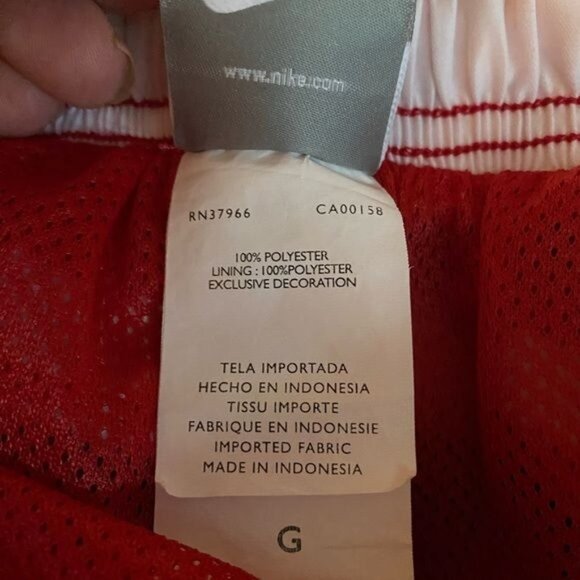 www.nike.com
RN37966 CA00158
100% POLYESTER
LINING : 100%POLYESTER
EXCLUSIVE DECORATION
TELA IMPORTADA
HECHO EN INDONESIA
TISSU IMPORTE
FABRIQUE EN INDONESIE
IMPORTED FABRIC
MADE IN INDONESIA
G